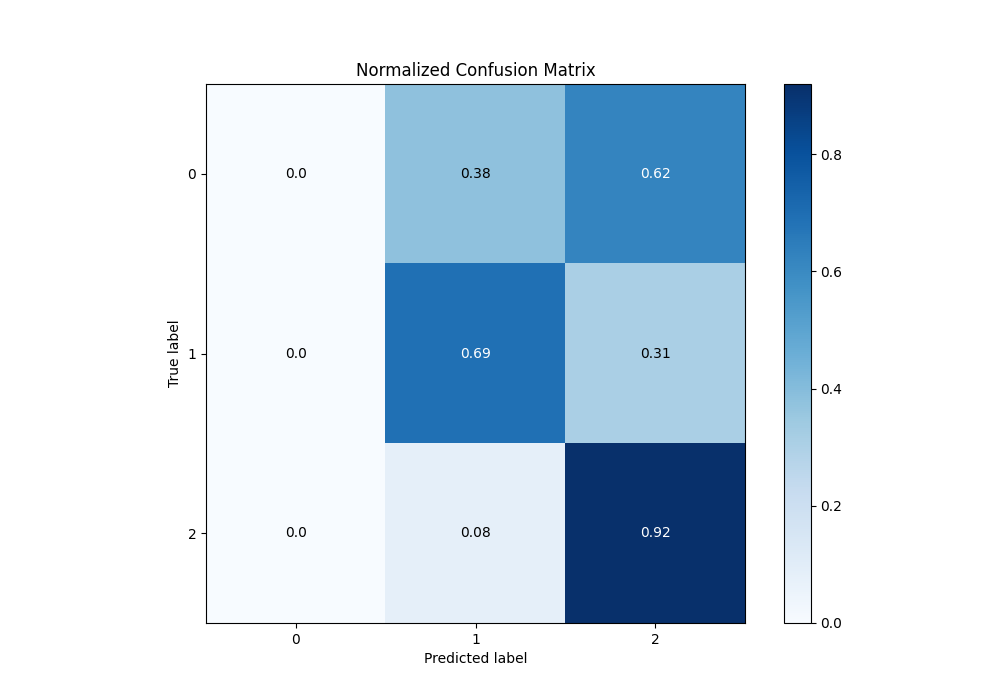 Normalized Confusion Matrix
0.8
0 0.0 0.38 0.62
0.6
1 0.0 0.69 0.31
0.4
0.2
2 0.0 0.08 0.92
0.0
0 1 2
True label
Predicted label